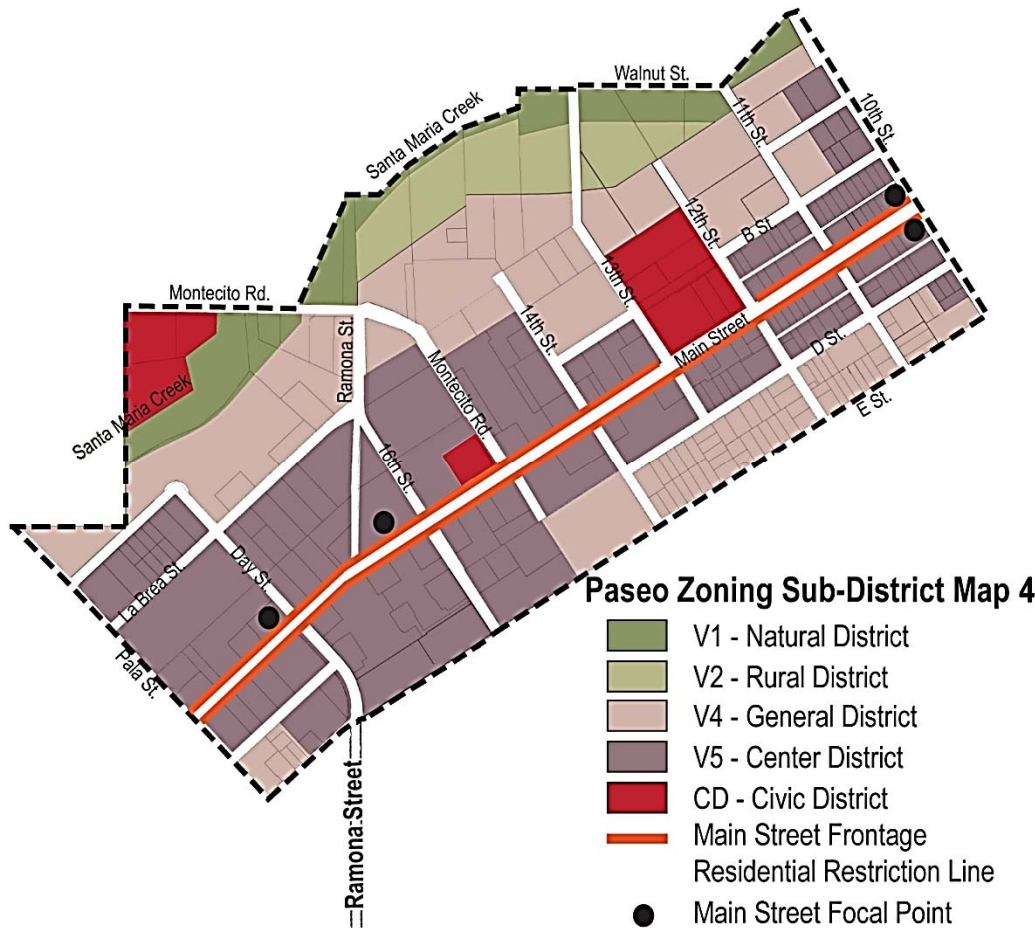 Walnut St.
Santa Maria Creek
11th St.
10th St.
12th St.
B St.
Montecito Rd.
Ramona St.
13th St.
14th St.
Main Street
D St.
E St.
Montecito Rd.
Santa Maria Creek
16th St.
La Brea St.
Day St.
Pala St.
Ramona Street
Paseo Zoning Sub-District Map 4
V1 - Natural District
V2 - Rural District
V4 - General District
V5 - Center District
CD - Civic District
Main Street Frontage
Residential Restriction Line
Main Street Focal Point